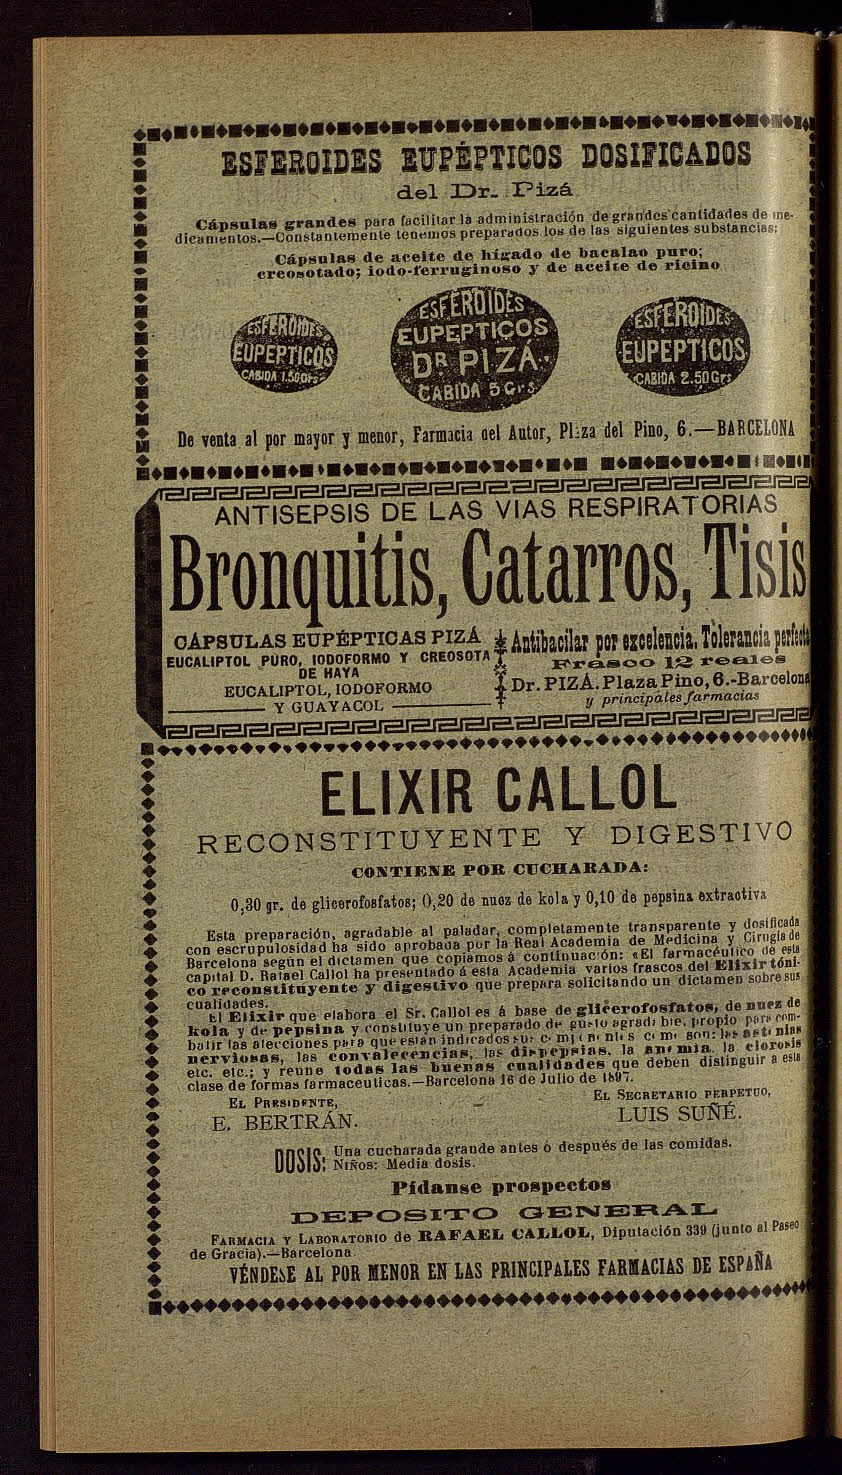 ESFEROIDES EUPÉPTICOS DOSIFICADOS
del Dr. Pizá
Cápsulas grandes para facilitar la administración de grandes cantidades de me-
dicamentos.—Constantemente tenemos preparados los de las siguientes substancias:
Cápsulas de aceite de hígado de bacalao puro;
creosotado; iodo-ferruginoso y de aceite de ricino
ESFEROIDES
EUPEPTICOS
CABIDA 1.50 Grs
ESFEROIDES
EUPEPTICOS
DR PIZÁ
CABIDA 5 Grs
ESFEROIDES
EUPEPTICOS
CABIDA 2.50 Grs
De venta al por mayor y menor, Farmacia del Autor, Plaza del Pino, 6.—BARCELONA
ANTISEPSIS DE LAS VIAS RESPIRATORIAS
Bronquitis, Catarros, Tisis
CÁPSULAS EUPÉPTICAS PIZÁ
EUCALIPTOL PURO, IODOFORMO Y CREOSOTA
DE HAYA
EUCALIPTOL, IODOFORMO
Y GUAYACOL
Antibacilar por excelencia. Tolerancia perfecta
Frasco 12 reales
Dr. PIZÁ. Plaza Pino, 6.-Barcelona
y principales farmacias
ELIXIR CALLOL
RECONSTITUYENTE Y DIGESTIVO
CONTIENE POR CUCHARADA:
0,30 gr. de glicerofosfatos; 0,20 de nuez de kola y 0,10 de pepsina extractiva
Esta preparación, agradable al paladar, completamente transparente y dosificada
con escrupulosidad ha sido aprobada por la Real Academia de Medicina y Cirugía de
Barcelona según el dictamen que copiamos á continuación: «El farmacéutico de esta
capital D. Rafael Callol ha presentado á esta Academia varios frascos del Elixir tóni-
co reconstituyente y digestivo que prepara solicitando un dictamen sobre sus
cualidades.
El Elixir que elabora el Sr. Callol es á base de glicerofosfatos, de nuez de
kola y de pepsina y constituye un preparado de gusto agradable, propio para com-
batir las afecciones para que están indicados sus componentes como son: las astenias
nerviosas, las convalecencias, las dispepsias, la anemia, la clorosis
etc. etc.; y reune todas las buenas cualidades que deben distinguir a esta
clase de formas farmaceuticas.—Barcelona 16 de Julio de 1897.
EL PRESIDENTE,
E. BERTRÁN.
EL SECRETARIO PERPETUO,
LUIS SUÑÉ.
DOSIS: Una cucharada grande antes ó después de las comidas.
NIÑOS: Media dosis.
Pídanse prospectos
DEPOSITO GENERAL
FARMACIA Y LABORATORIO de RAFAEL CALLOL, Diputación 339 (junto al Paseo
de Gracia).—Barcelona
VÉNDESE AL POR MENOR EN LAS PRINCIPALES FARMACIAS DE ESPAÑA